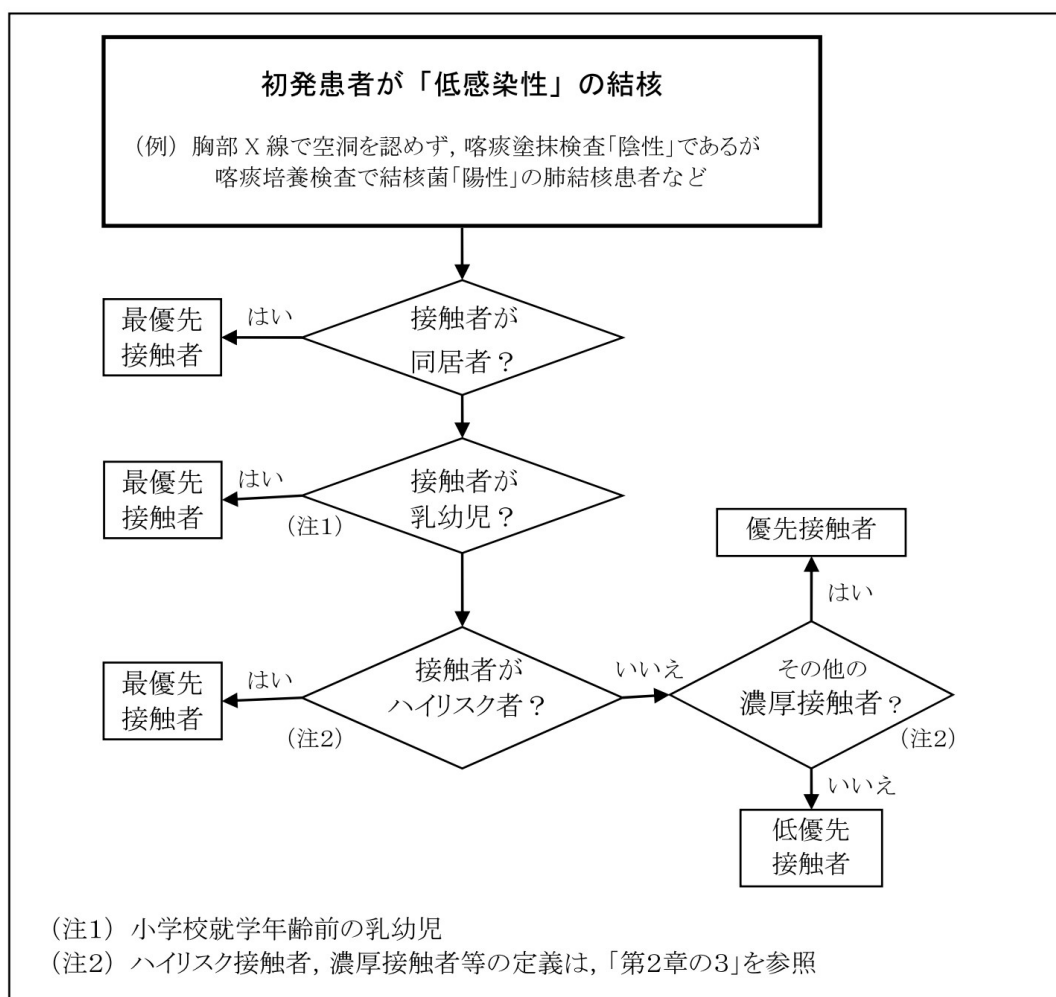 初発患者が「低感染性」の結核
(例) 胸部 X 線で空洞を認めず, 喀痰塗抹検査「陰性」であるが
喀痰培養検査で結核菌「陽性」の肺結核患者など
接触者が
同居者?
はい
最優先
接触者
接触者が
乳幼児?
はい
(注1)
最優先
接触者
接触者が
ハイリスク者?
はい
(注2)
最優先
接触者
いいえ
その他の
濃厚接触者?
(注2)
はい
優先接触者
いいえ
低優先
接触者
(注1) 小学校就学年齢前の乳幼児
(注2) ハイリスク接触者, 濃厚接触者等の定義は, 「第2章の3」を参照